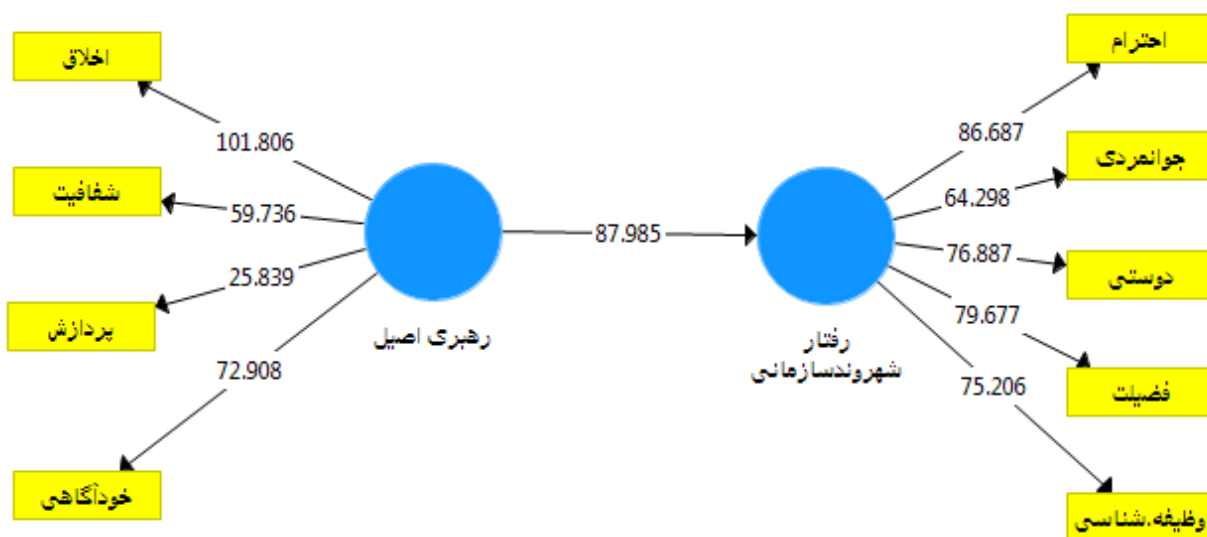 اخلاق
احترام
101.806
86.687
جوانمردی
شفافیت
59.736
64.298
87.985
76.887
دوستی
25.839
پردازش
رهبری اصیل
79.677
رفتار
شهروندسازمانی
72.908
75.206
فضیلت
خودآگاهی
وظیفه.شناسی